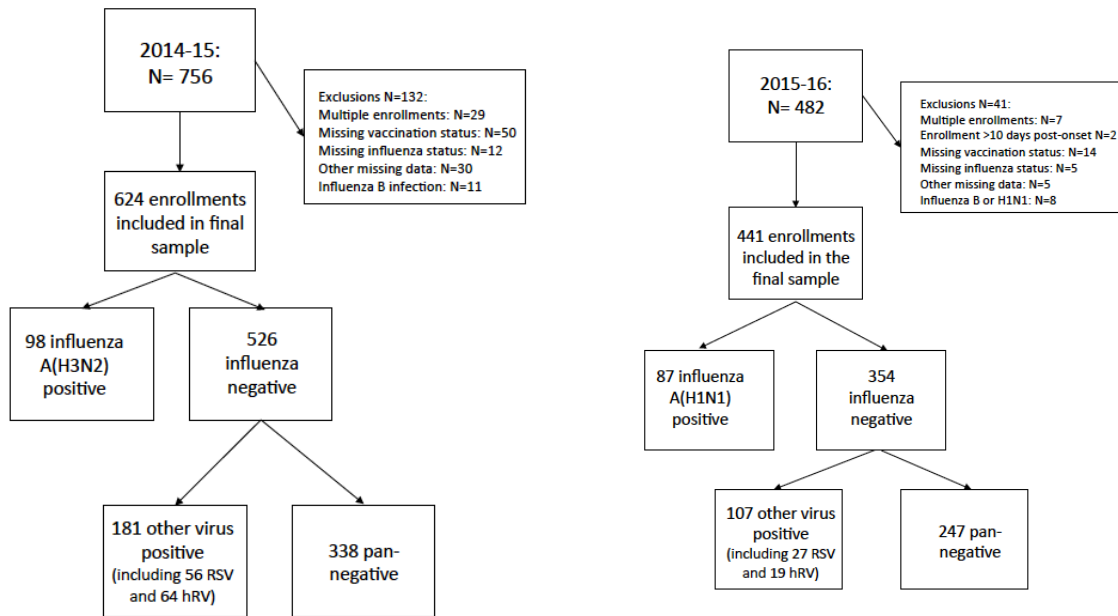 2014-15:
N= 756
Exclusions N=132:
Multiple enrollments: N=29
Missing vaccination status: N=50
Missing influenza status: N=12
Other missing data: N=30
Influenza B infection: N=11
624 enrollments
included in final
sample
98 influenza
A(H3N2)
positive
526
influenza
negative
181 other virus
positive
(including 56 RSV
and 64 hRV)
338 pan-
negative
2015-16:
N= 482
Exclusions N=41:
Multiple enrollments: N=7
Enrollment >10 days post-onset N=2
Missing vaccination status: N=14
Missing influenza status: N=5
Other missing data: N=5
Influenza B or H1N1: N=8
441 enrollments
included in the
final sample
87 influenza
A(H1N1)
positive
354
influenza
negative
107 other virus
positive
(including 27 RSV
and 19 hRV)
247 pan-
negative